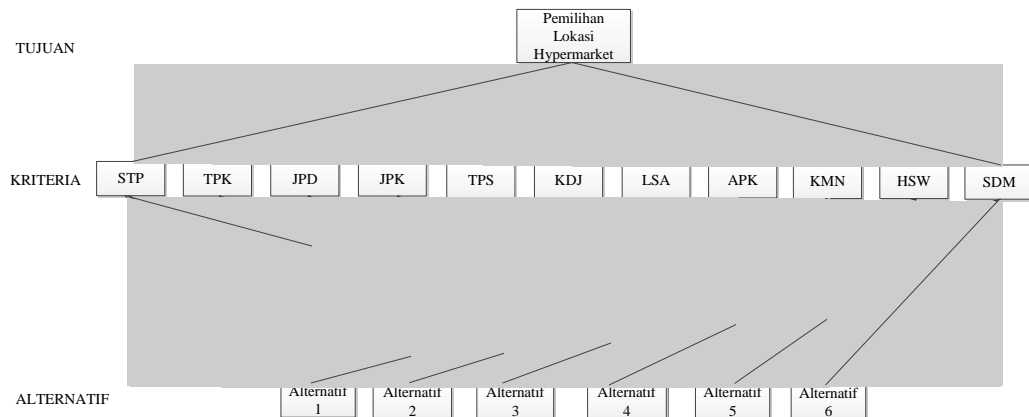 Pemilihan
Lokasi
Hypermarket
TUJUAN
KRITERIA
STP
TPK
JPD
JPK
TPS
KDJ
LSA
APK
KMN
HSW
SDM
ALTERNATIF
Alternatif
1
Alternatif
2
Alternatif
3
Alternatif
4
Alternatif
5
Alternatif
6